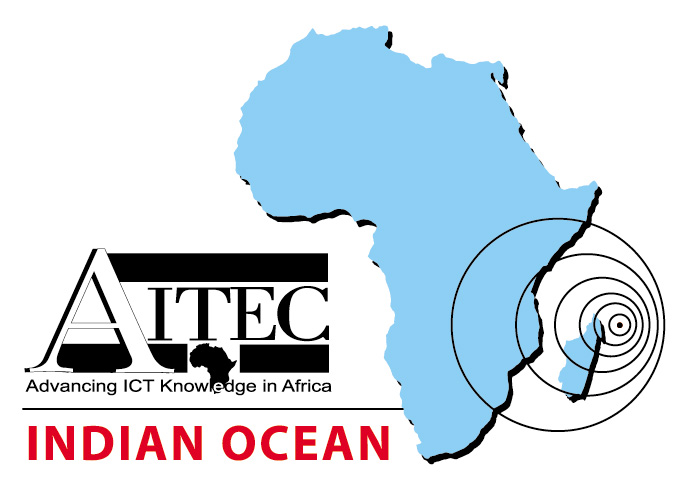 AITEC
Advancing ICT Knowledge in Africa
INDIAN OCEAN